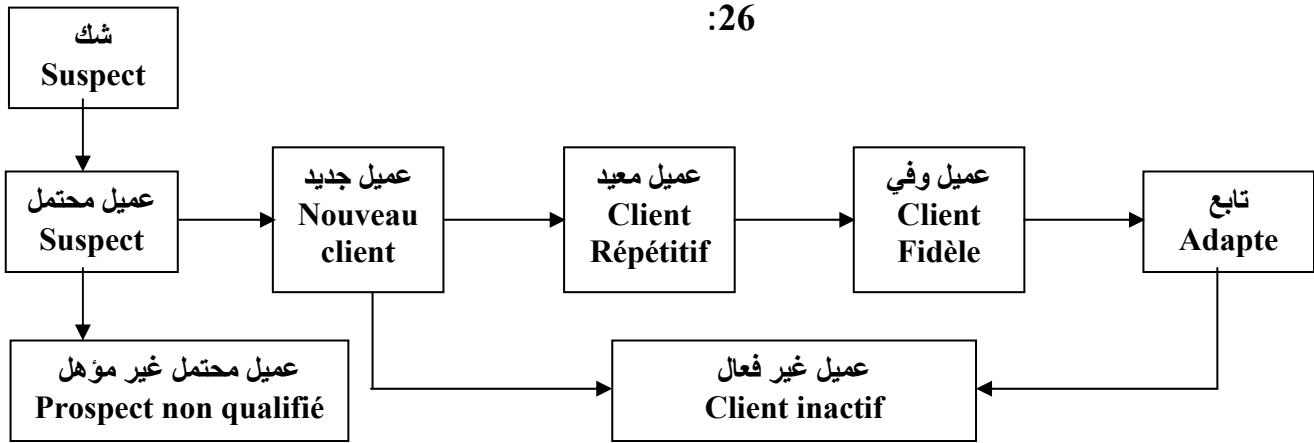 :26
شك
Suspect
عميل محتمل
Suspect
عميل جديد
Nouveau
client
عميل معيد
Client
Répétitif
عميل وفي
Client
Fidèle
تابع
Adapte
عميل محتمل غير مؤهل
Prospect non qualifié
عميل غير فعال
Client inactif